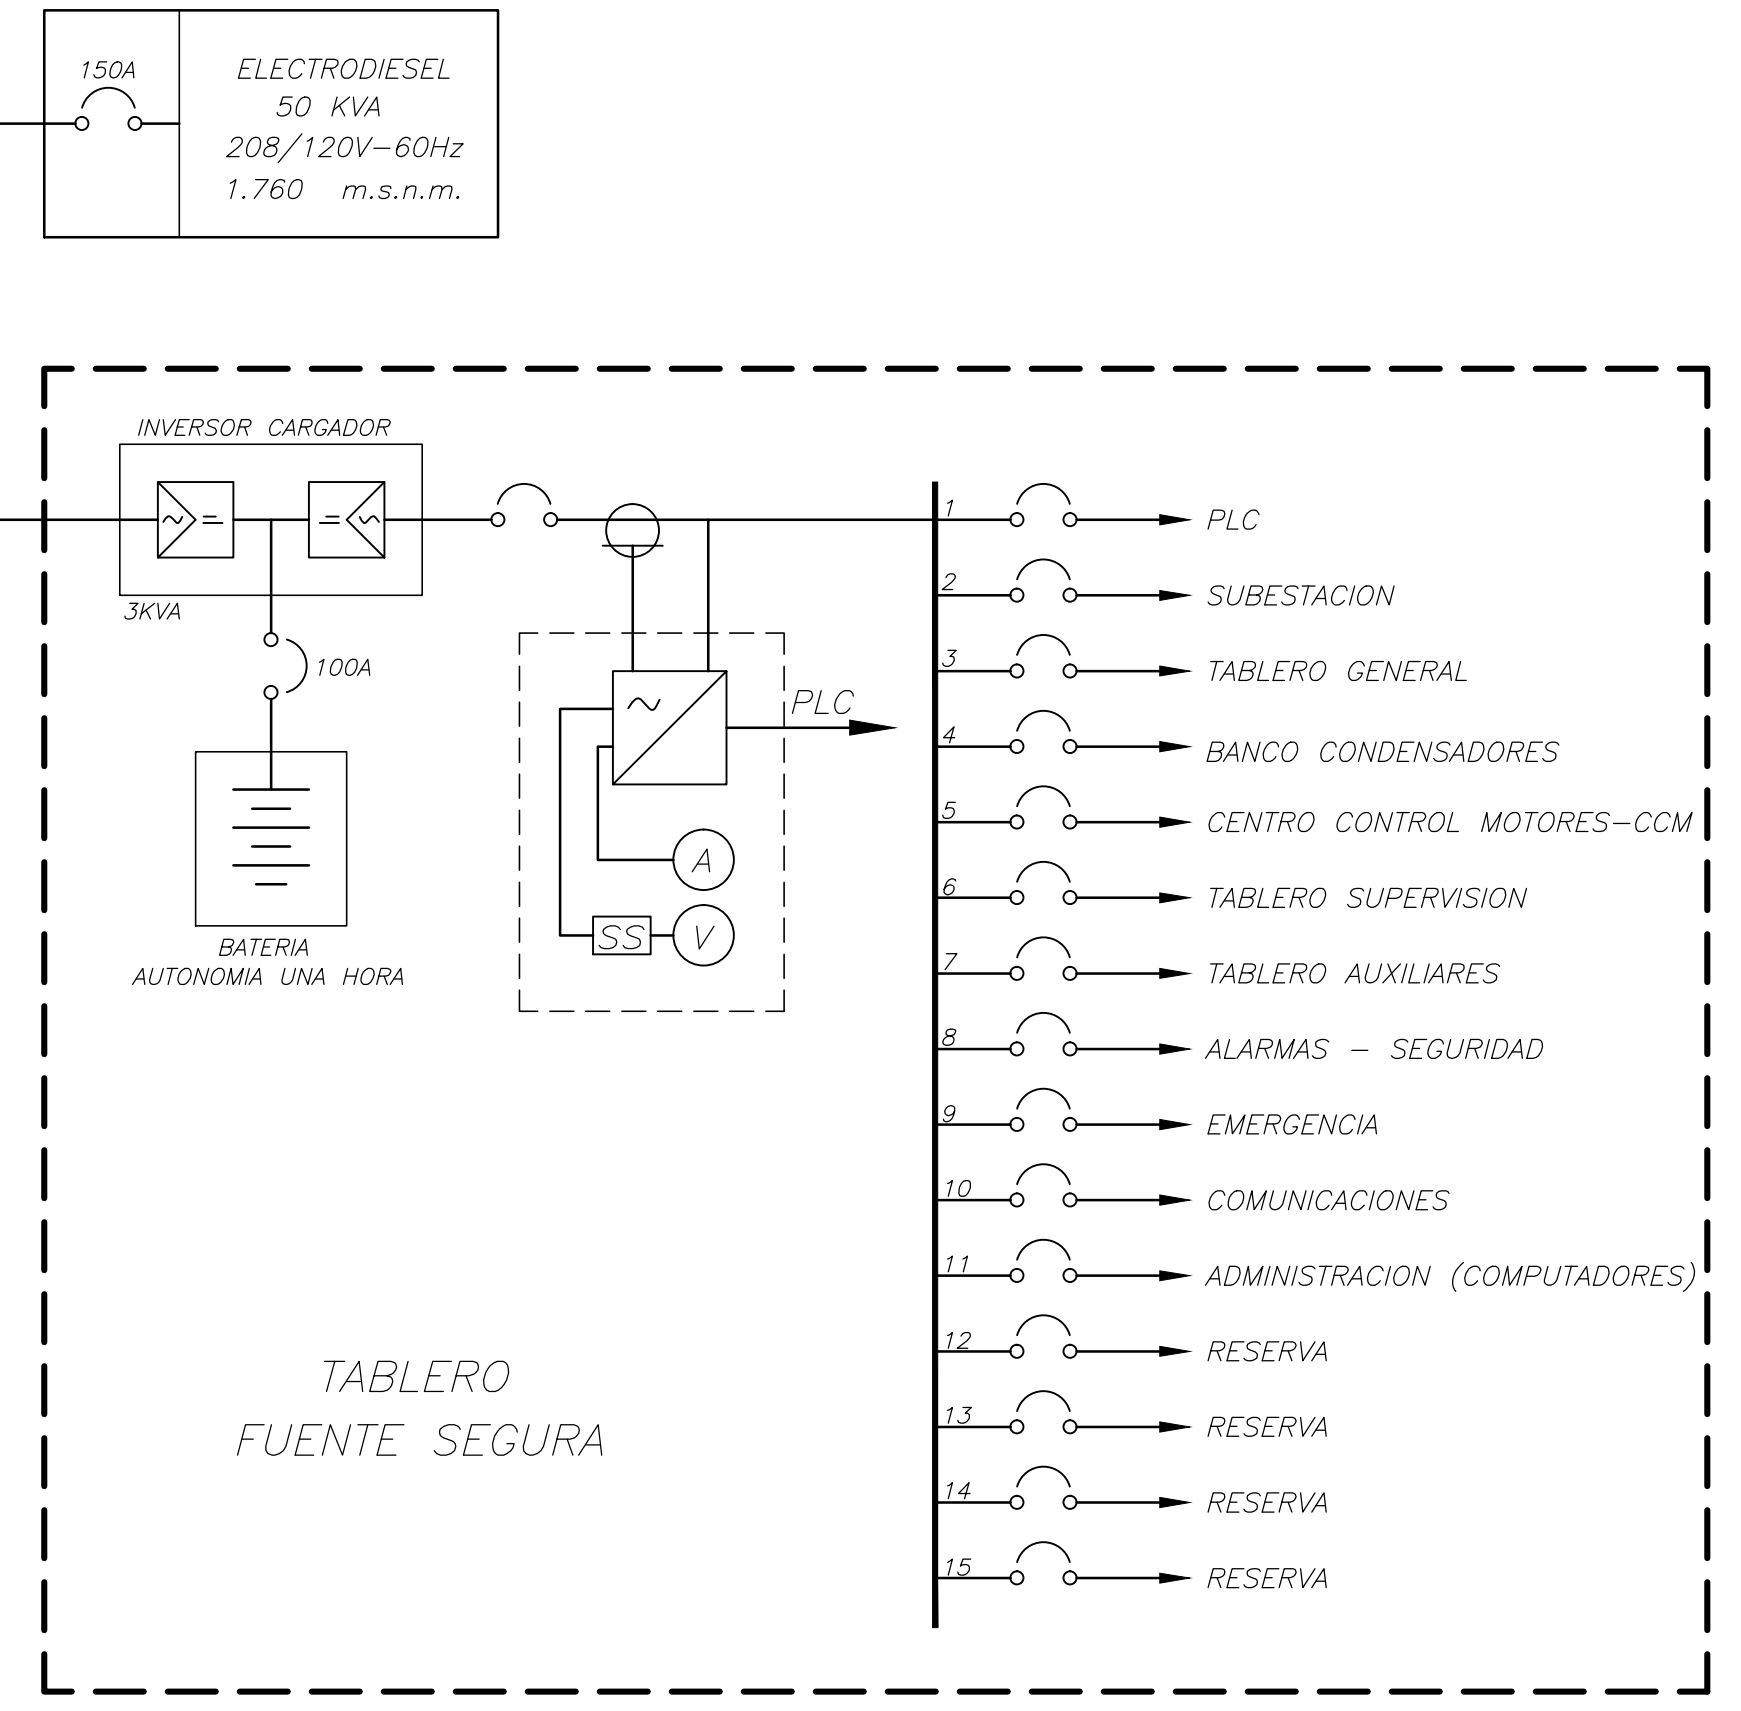 150A
ELECTRODIESEL
50 KVA
208/120V-60Hz
1.760 m.s.n.m.
INVERSOR CARGADOR
3KVA
100A
BATERIA
AUTONOMIA UNA HORA
PLC
A
SS
V
TABLERO
FUENTE SEGURA
1 PLC
2 SUBESTACION
3 TABLERO GENERAL
4 BANCO CONDENSADORES
5 CENTRO CONTROL MOTORES-CCM
6 TABLERO SUPERVISION
7 TABLERO AUXILIARES
8 ALARMAS - SEGURIDAD
9 EMERGENCIA
10 COMUNICACIONES
11 ADMINISTRACION (COMPUTADORES)
12 RESERVA
13 RESERVA
14 RESERVA
15 RESERVA